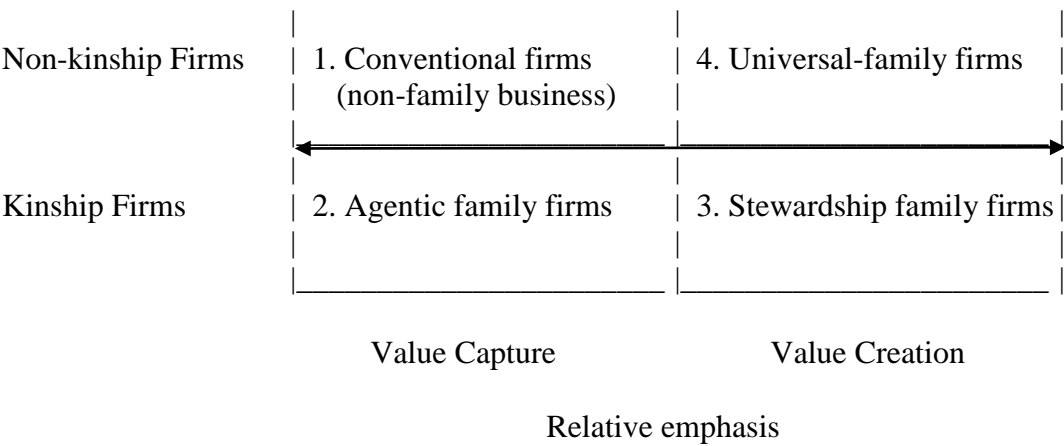 Non-kinship Firms 1. Conventional firms 4. Universal-family firms
(non-family business)
Kinship Firms 2. Agentic family firms 3. Stewardship family firms
Value Capture Value Creation
Relative emphasis